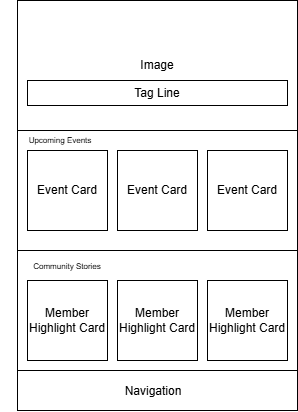 Image
Tag Line
Upcoming Events
Event Card
Event Card
Event Card
Community Stories
Member
Highlight Card
Member
Highlight Card
Member
Highlight Card
Navigation